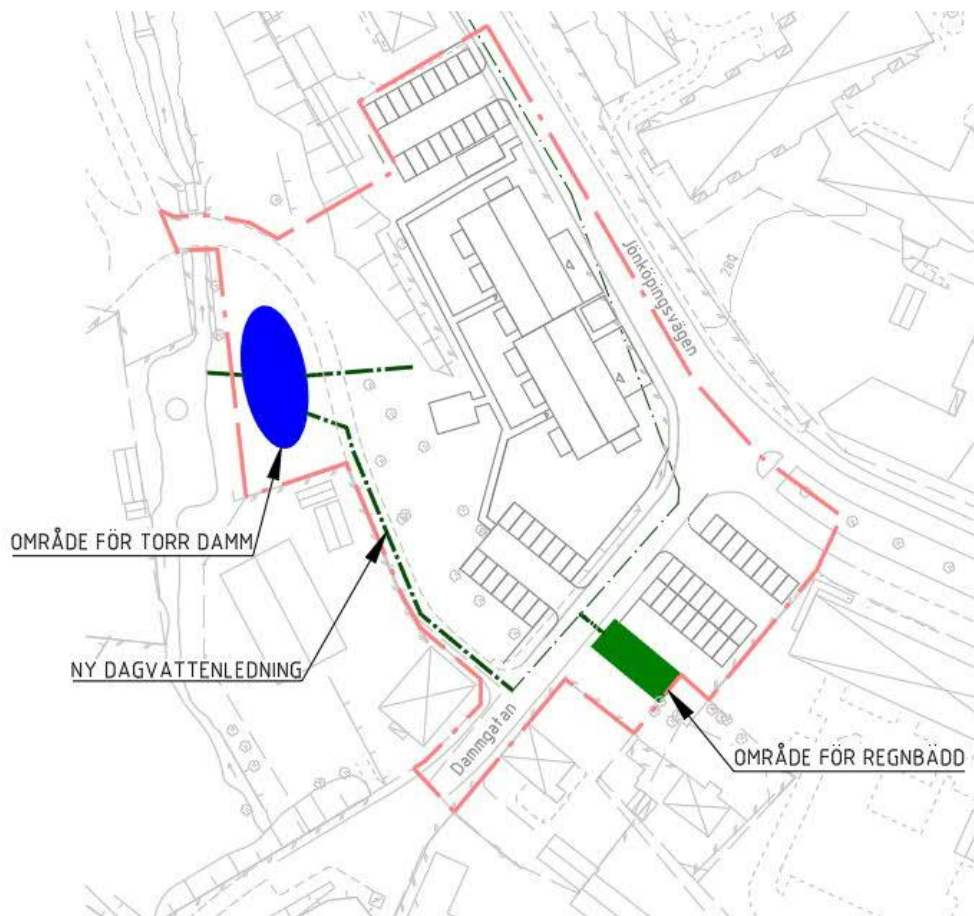 Jönköpingsvägen
280
OMRÅDE FÖR TORR DAMM
NY DAGVATTENLEDNING
Dammgatan
OMRÅDE FÖR REGNBÄDD